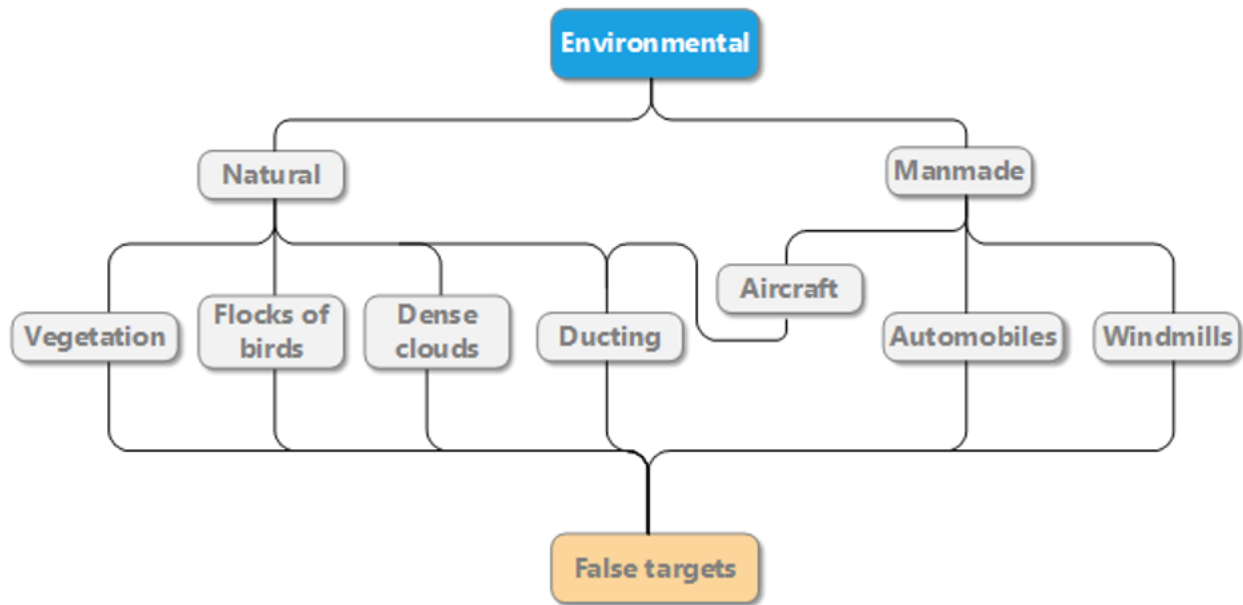 Environmental
Natural
Manmade
Aircraft
Vegetation
Flocks of
birds
Dense
clouds
Ducting
Automobiles
Windmills
False targets